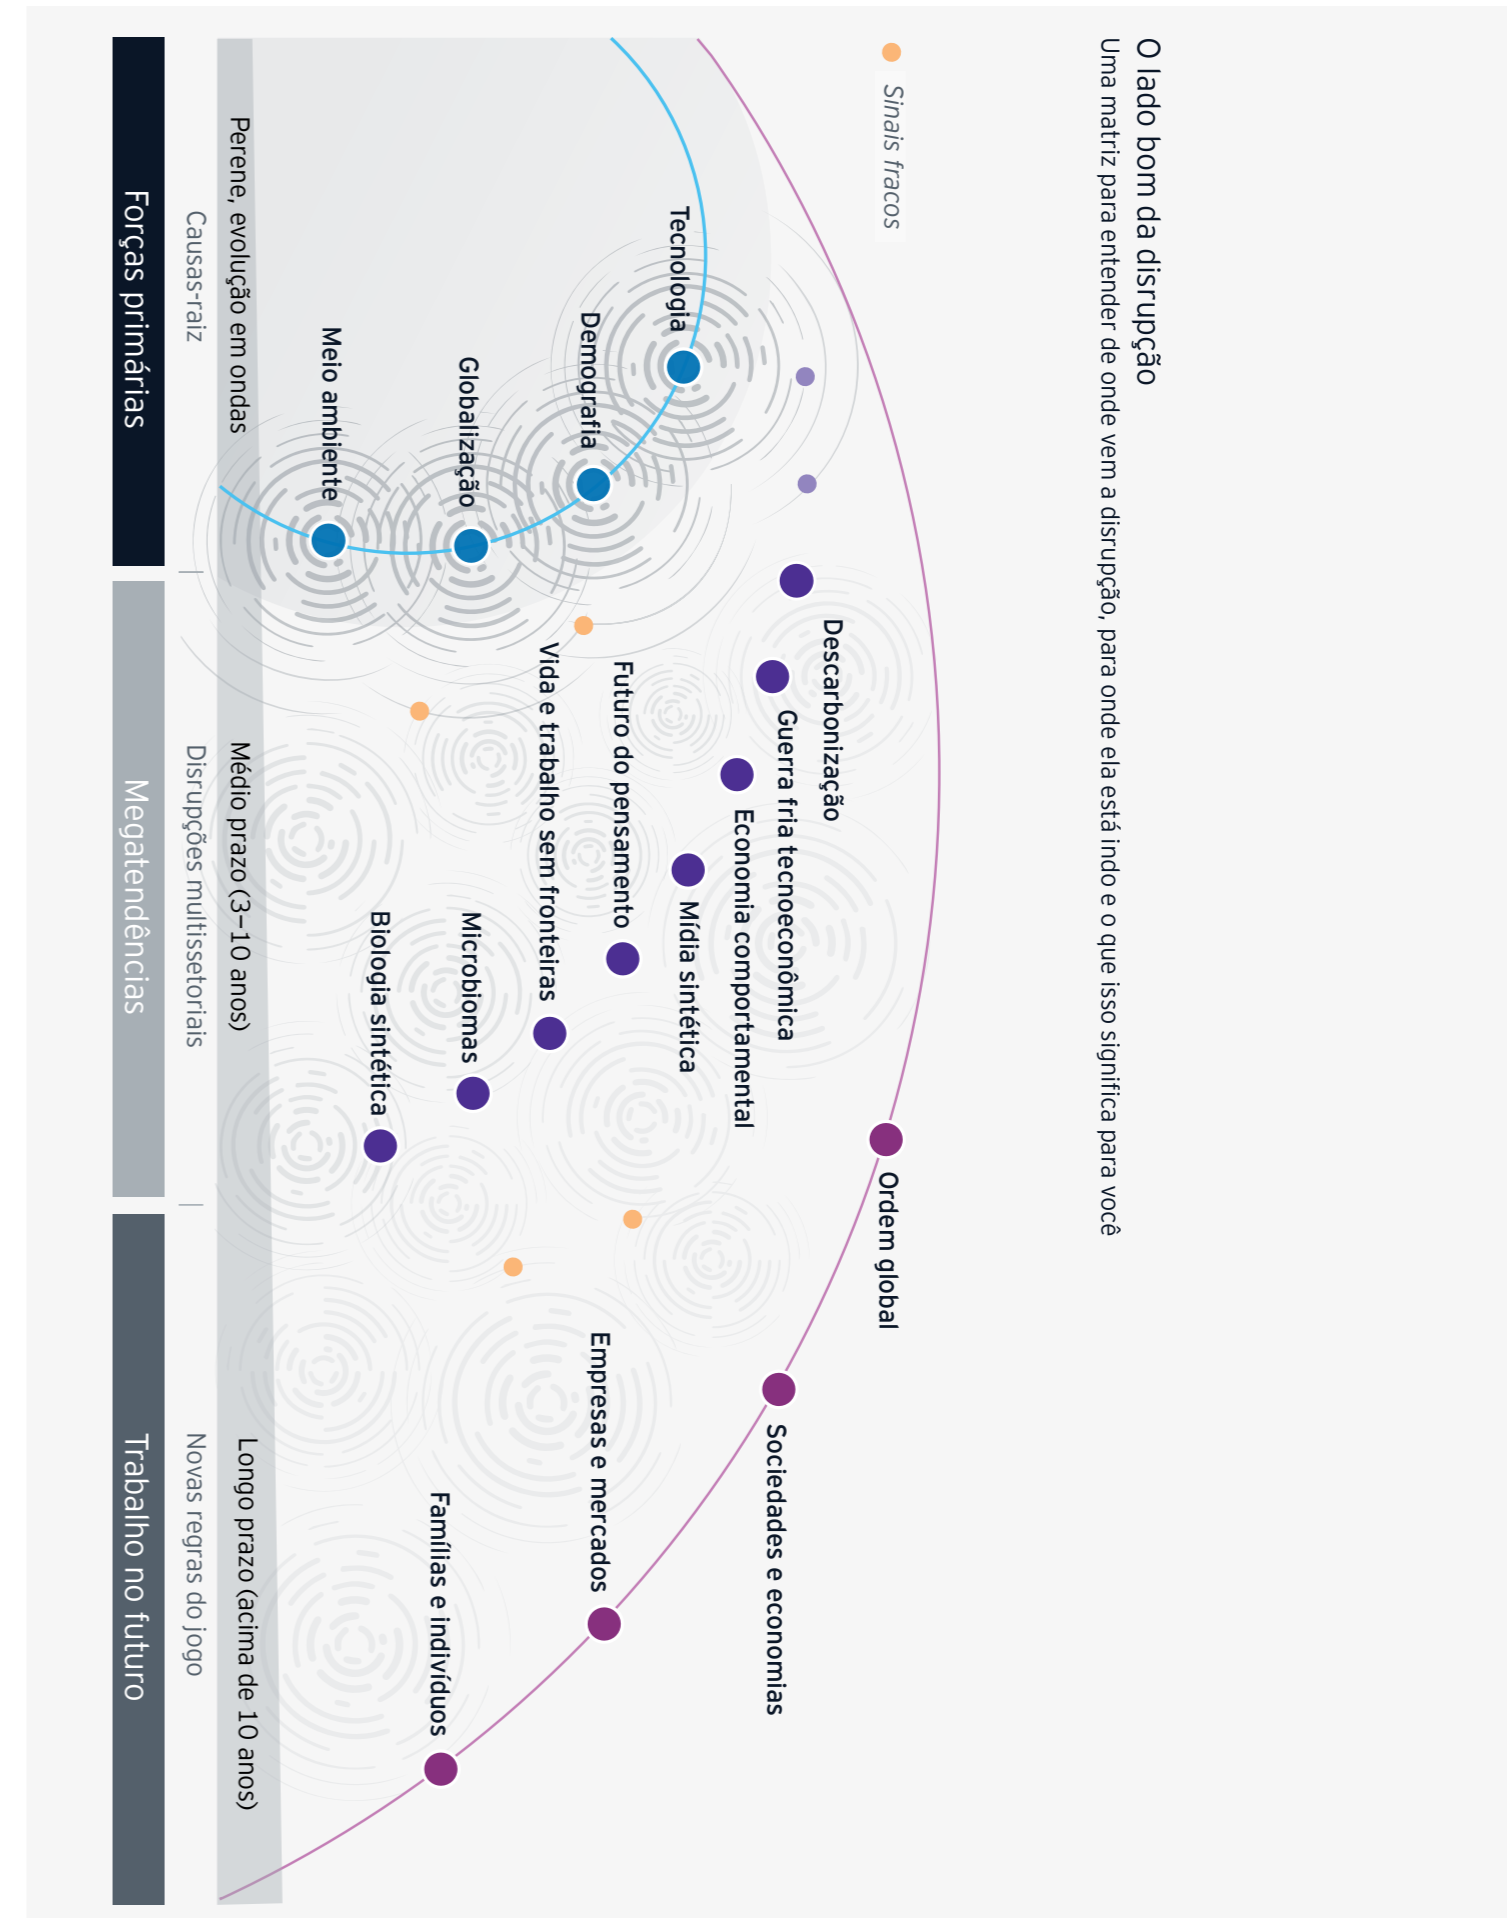 O lado bom da disrupção
Uma matriz para entender de onde vem a disrupção, para onde ela está indo e o que isso significa para você
Sinais fracos
Tecnologia
Demografia
Globalização
Meio ambiente
Descarbonização
Guerra fria tecnoeconômica
Economia comportamental
Mídia sintética
Futuro do pensamento
Vida e trabalho sem fronteiras
Microbiomas
Biologia sintética
Ordem global
Sociedades e economias
Empresas e mercados
Famílias e indivíduos
Perene, evolução em ondas
Médio prazo (3–10 anos)
Longo prazo (acima de 10 anos)
Causas-raiz
Disrupções multissetoriais
Novas regras do jogo
Forças primárias
Megatendências
Trabalho no futuro